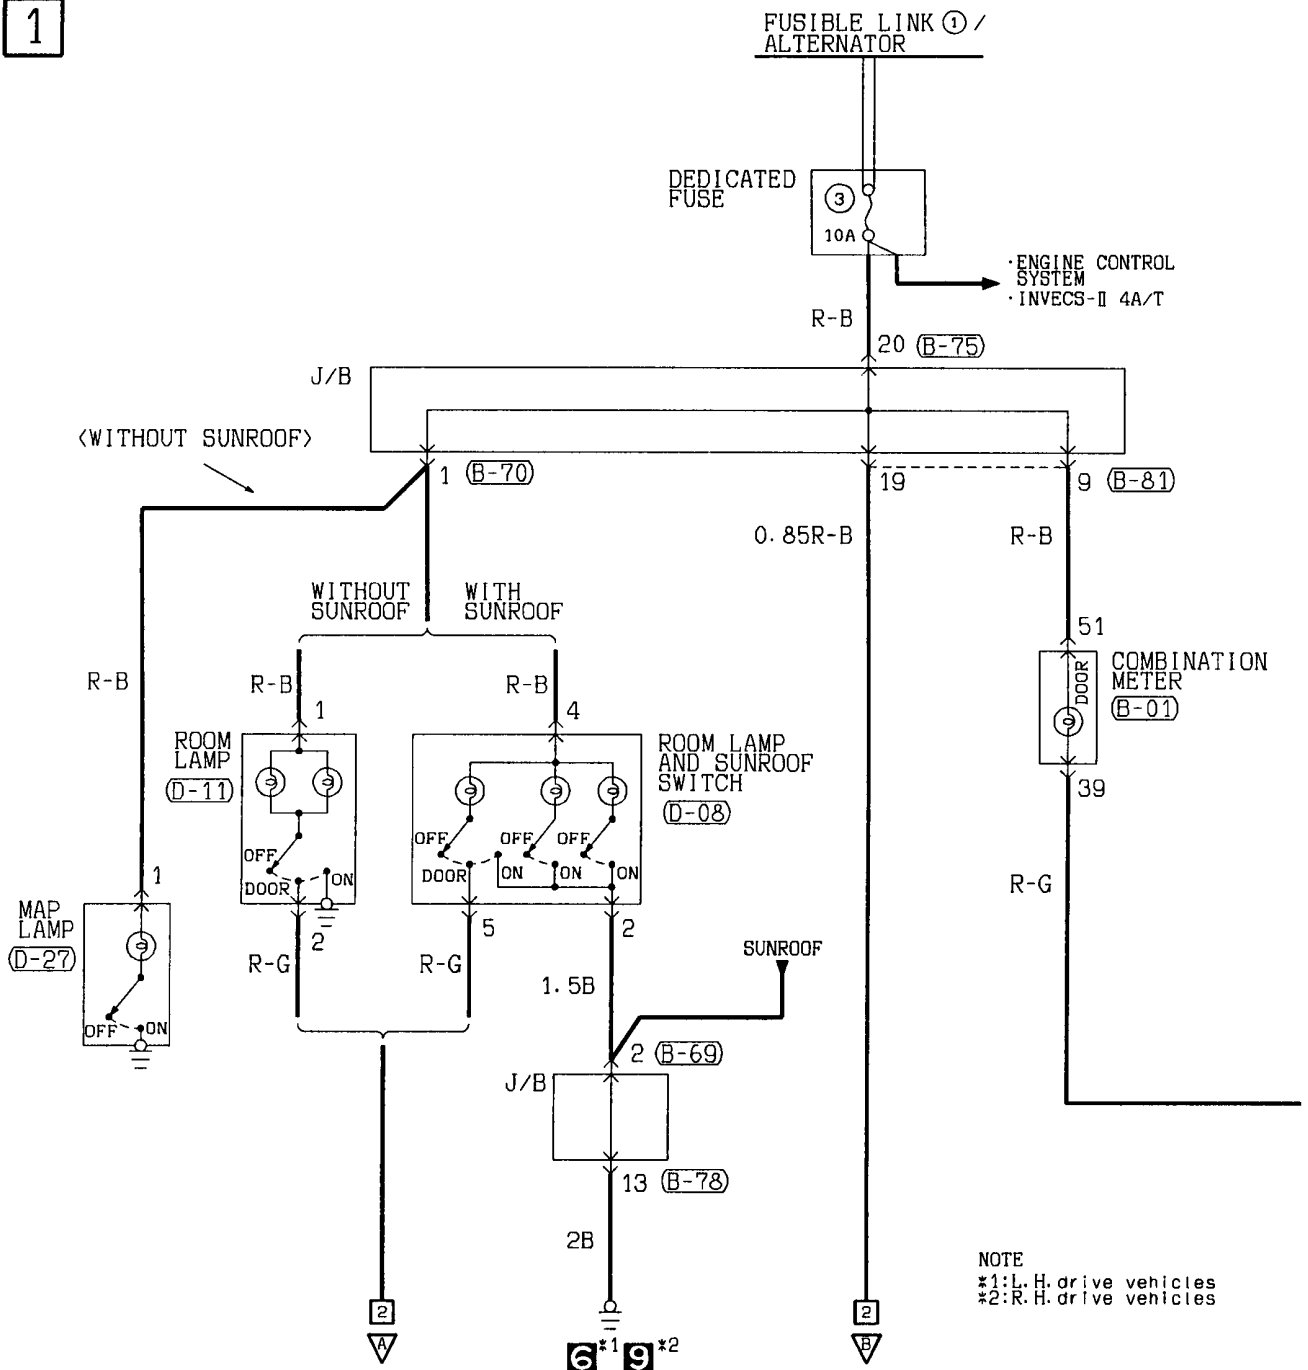 1
FUSIBLE LINK ① /
ALTERNATOR
DEDICATED
FUSE
③
10A
·ENGINE CONTROL
SYSTEM
·INVECS-Ⅱ 4A/T
R-B
20 (B-75)
J/B
<WITHOUT SUNROOF>
1 (B-70)
19
9 (B-81)
0.85R-B
R-B
WITHOUT
SUNROOF
WITH
SUNROOF
51
R-B
R-B
R-B
DOOR
COMBINATION
METER
(B-01)
1
4
ROOM
LAMP
(D-11)
ROOM LAMP
AND SUNROOF
SWITCH
(D-08)
39
OFF
DOOR
ON
OFF
DOOR
ON
OFF
ON
OFF
ON
1
R-G
MAP
LAMP
(D-27)
2
5
2
R-G
R-G
SUNROOF
1.5B
OFF
ON
2 (B-69)
J/B
13 (B-78)
2B
NOTE
*1:L.H.drive vehicles
*2:R.H.drive vehicles
2
2
A
6 *1 9 *2
B